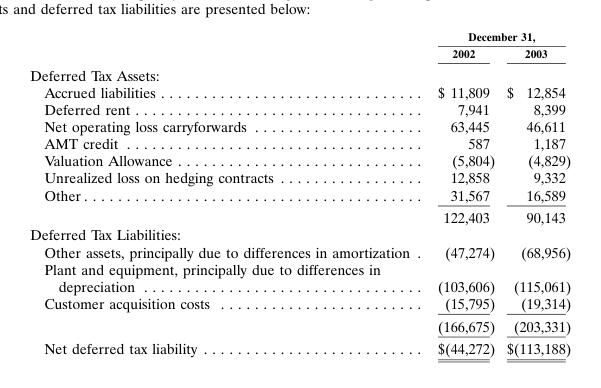 ts and deferred tax liabilities are presented below:
December 31,
2002 2003
Deferred Tax Assets:
Accrued liabilities . . . . . . . . . . . . . . . . . . . . . . . . . . . . . . . $ 11,809 $ 12,854
Deferred rent . . . . . . . . . . . . . . . . . . . . . . . . . . . . . . . . . . 7,941 8,399
Net operating loss carryforwards . . . . . . . . . . . . . . . . . . . . 63,445 46,611
AMT credit . . . . . . . . . . . . . . . . . . . . . . . . . . . . . . . . . . . 587 1,187
Valuation Allowance . . . . . . . . . . . . . . . . . . . . . . . . . . . . . (5,804) (4,829)
Unrealized loss on hedging contracts . . . . . . . . . . . . . . . . . 12,858 9,332
Other . . . . . . . . . . . . . . . . . . . . . . . . . . . . . . . . . . . . . . . . 31,567 16,589
122,403 90,143
Deferred Tax Liabilities:
Other assets, principally due to differences in amortization . (47,274) (68,956)
Plant and equipment, principally due to differences in
depreciation . . . . . . . . . . . . . . . . . . . . . . . . . . . . . . . . . (103,606) (115,061)
Customer acquisition costs . . . . . . . . . . . . . . . . . . . . . . . . (15,795) (19,314)
(166,675) (203,331)
Net deferred tax liability . . . . . . . . . . . . . . . . . . . . . . . . . . $(44,272) $(113,188)